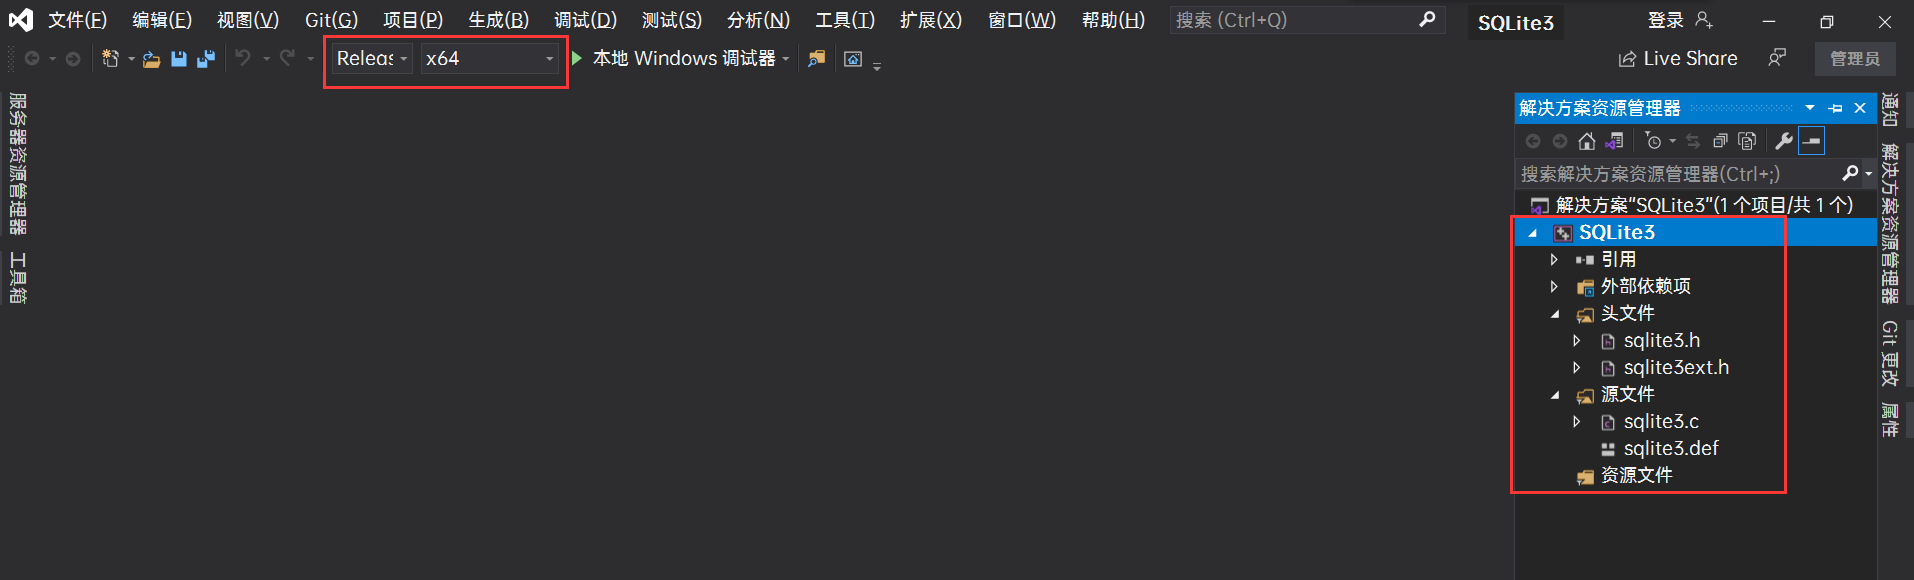 文件(F) 编辑(E) 视图(V) Git(G) 项目(P) 生成(B) 调试(D) 测试(S) 分析(N) 工具(T) 扩展(X) 窗口(W) 帮助(H) 搜索 (Ctrl+Q) SQLite3 登录
Releas x64 本地 Windows 调试器 Live Share 管理员
服务器资源管理器
工具箱
解决方案资源管理器
搜索解决方案资源管理器(Ctrl+;)
解决方案"SQLite3"(1 个项目/共 1 个)
SQLite3
引用
外部依赖项
头文件
sqlite3.h
sqlite3ext.h
源文件
sqlite3.c
sqlite3.def
资源文件
通知
解决方案资源管理器
Git 更改
属性